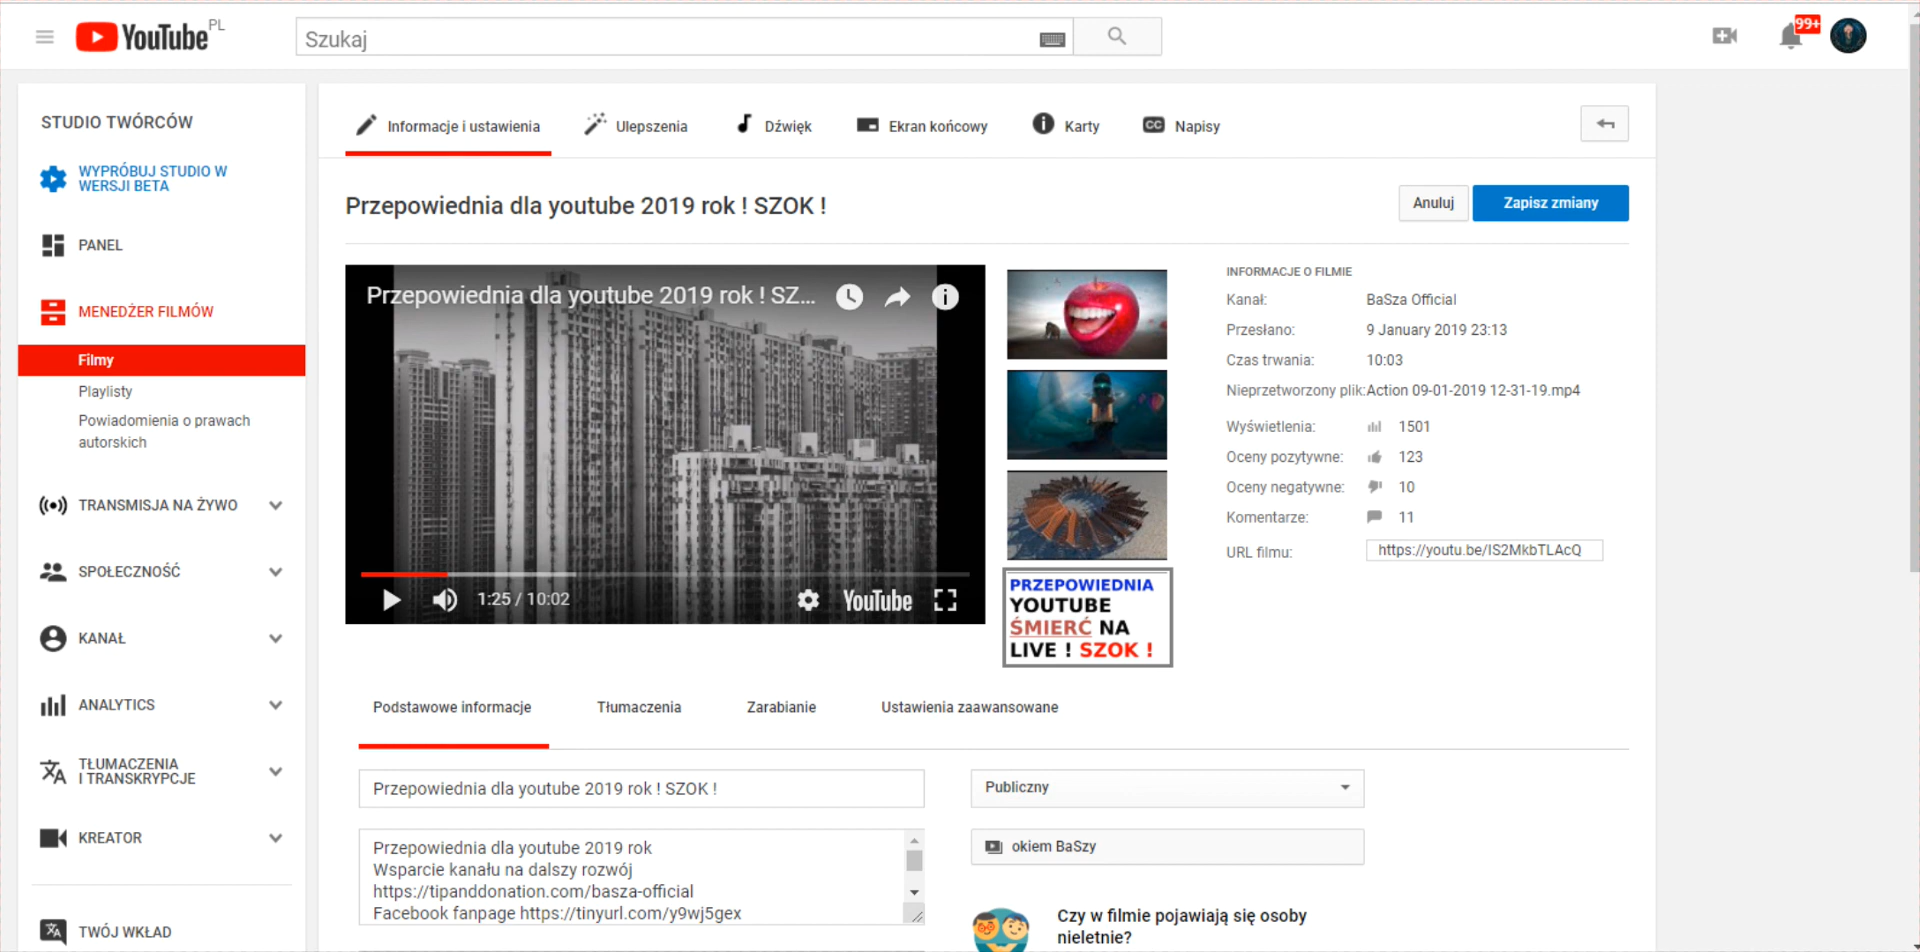 YouTube PL
Szukaj
99+
STUDIO TWÓRCÓW
WYPRÓBUJ STUDIO W
WERSJI BETA
PANEL
MENEDŻER FILMÓW
Filmy
Playlisty
Powiadomienia o prawach
autorskich
TRANSMISJA NA ŻYWO
SPOŁECZNOŚĆ
KANAŁ
ANALYTICS
TŁUMACZENIA
I TRANSKRYPCJE
KREATOR
TWÓJ WKŁAD
Informacje i ustawienia
Ulepszenia
Dźwięk
Ekran końcowy
Karty
CC Napisy
Przepowiednia dla youtube 2019 rok ! SZOK !
Anuluj
Zapisz zmiany
Przepowiednia dla youtube 2019 rok ! SZ...
1:25 / 10:02
YouTube
PRZEPOWIEDNIA
YOUTUBE
ŚMIERĆ NA
LIVE ! SZOK !
INFORMACJE O FILMIE
Kanał: BaSza Official
Przesłano: 9 January 2019 23:13
Czas trwania: 10:03
Nieprzetworzony plik: Action 09-01-2019 12-31-19.mp4
Wyświetlenia: 1501
Oceny pozytywne: 123
Oceny negatywne: 10
Komentarze: 11
URL filmu: https://youtu.be/IS2MkbTLAcQ
Podstawowe informacje
Tłumaczenia
Zarabianie
Ustawienia zaawansowane
Przepowiednia dla youtube 2019 rok ! SZOK !
Przepowiednia dla youtube 2019 rok
Wsparcie kanału na dalszy rozwój
https://tipanddonation.com/basza-official
Facebook fanpage https://tinyurl.com/y9wj5gex
Publiczny
okiem BaSzy
Czy w filmie pojawiają się osoby
nieletnie?